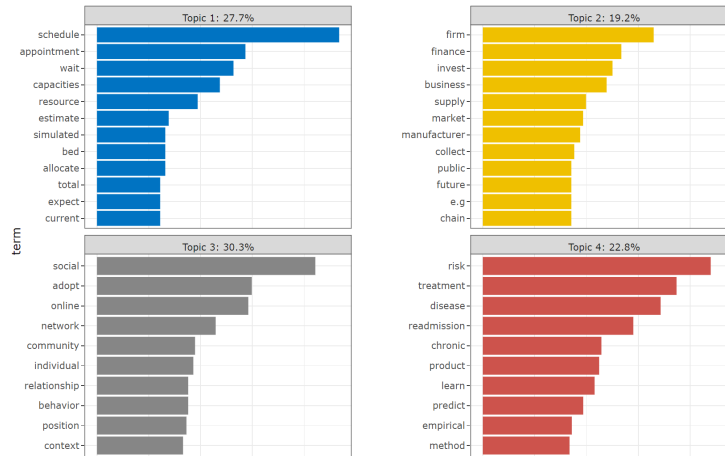 Topic 1: 27.7%
schedule
appointment
wait
capacities
resource
estimate
simulated
bed
allocate
total
expect
current
Topic 2: 19.2%
firm
finance
invest
business
supply
market
manufacturer
collect
public
future
e.g
chain
term
Topic 3: 30.3%
social
adopt
online
network
community
individual
relationship
behavior
position
context
Topic 4: 22.8%
risk
treatment
disease
readmission
chronic
product
learn
predict
empirical
method